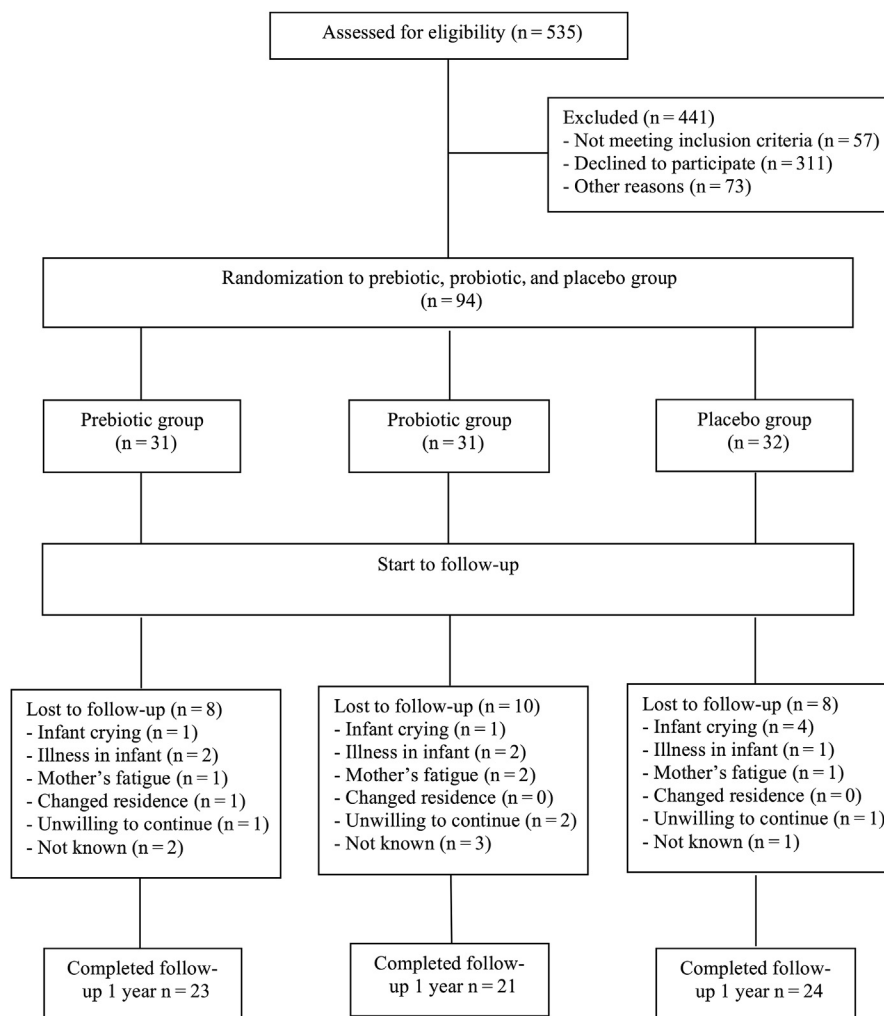 Assessed for eligibility (n = 535)
Excluded (n = 441)
- Not meeting inclusion criteria (n = 57)
- Declined to participate (n = 311)
- Other reasons (n = 73)
Randomization to prebiotic, probiotic, and placebo group
(n = 94)
Prebiotic group
(n = 31)
Probiotic group
(n = 31)
Placebo group
(n = 32)
Start to follow-up
Lost to follow-up (n = 8)
- Infant crying (n = 1)
- Illness in infant (n = 2)
- Mother’s fatigue (n = 1)
- Changed residence (n = 1)
- Unwilling to continue (n = 1)
- Not known (n = 2)
Lost to follow-up (n = 10)
- Infant crying (n = 1)
- Illness in infant (n = 2)
- Mother’s fatigue (n = 2)
- Changed residence (n = 0)
- Unwilling to continue (n = 2)
- Not known (n = 3)
Lost to follow-up (n = 8)
- Infant crying (n = 4)
- Illness in infant (n = 1)
- Mother’s fatigue (n = 1)
- Changed residence (n = 0)
- Unwilling to continue (n = 1)
- Not known (n = 1)
Completed follow-
up 1 year n = 23
Completed follow-
up 1 year n = 21
Completed follow-
up 1 year n = 24